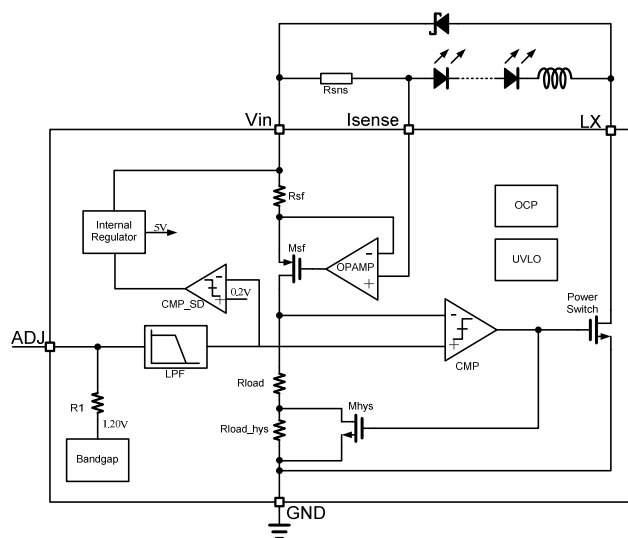 Rsns
Vin
Isense
LX
Rsf
OCP
Internal
Regulator
5V
Msf
OPAMP
-
+
UVLO
-
+
0.2V
CMP_SD
Power
Switch
ADJ
LPF
-
+
CMP
R1
Rload
1.20V
Mhys
Rload_hys
Bandgap
GND